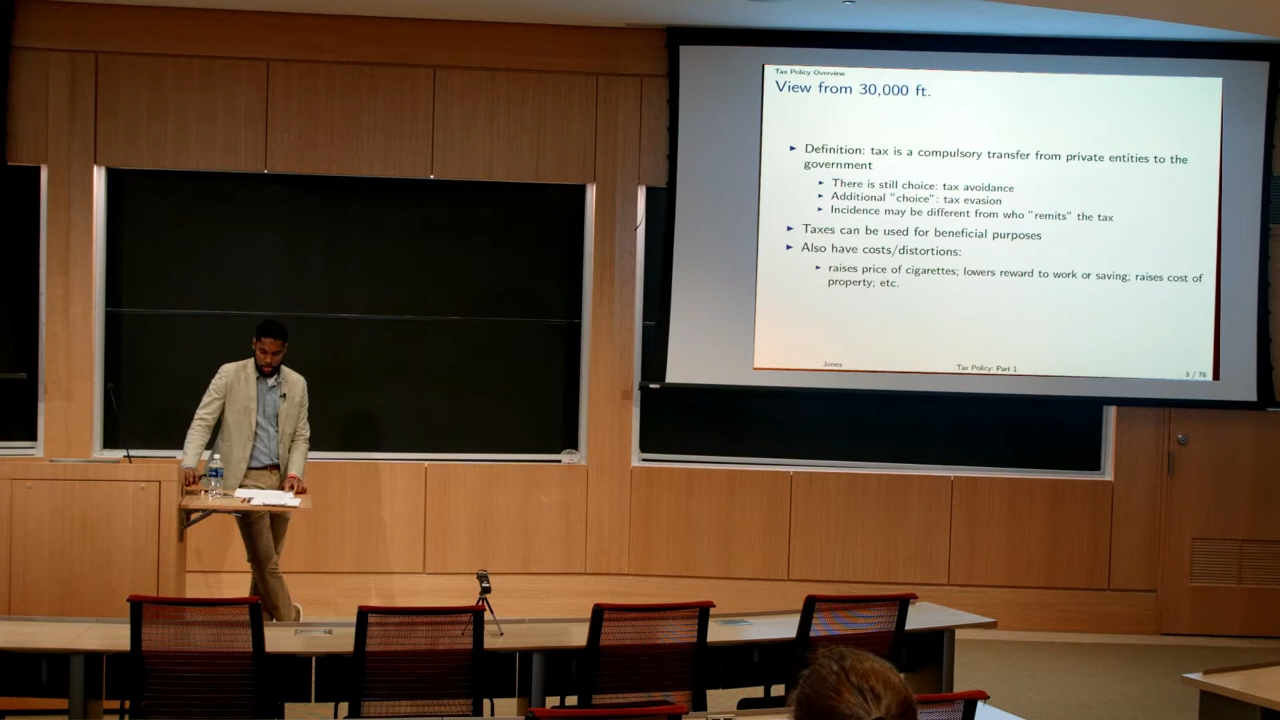 Tax Policy Overview
View from 30,000 ft.
► Definition: tax is a compulsory transfer from private entities to the
government
► There is still choice: tax avoidance
► Additional "choice": tax evasion
► Incidence may be different from who "remits" the tax
► Taxes can be used for beneficial purposes
► Also have costs/distortions:
► raises price of cigarettes; lowers reward to work or saving; raises cost of
property; etc.
Jones
Tax Policy: Part 1
3 / 76